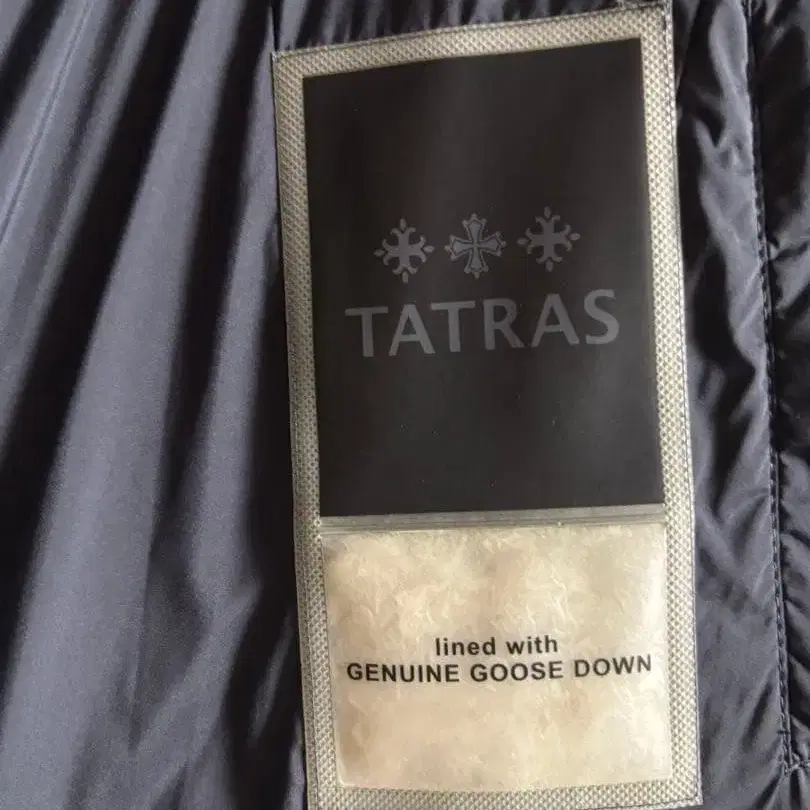 TATRAS
lined with
GENUINE GOOSE DOWN